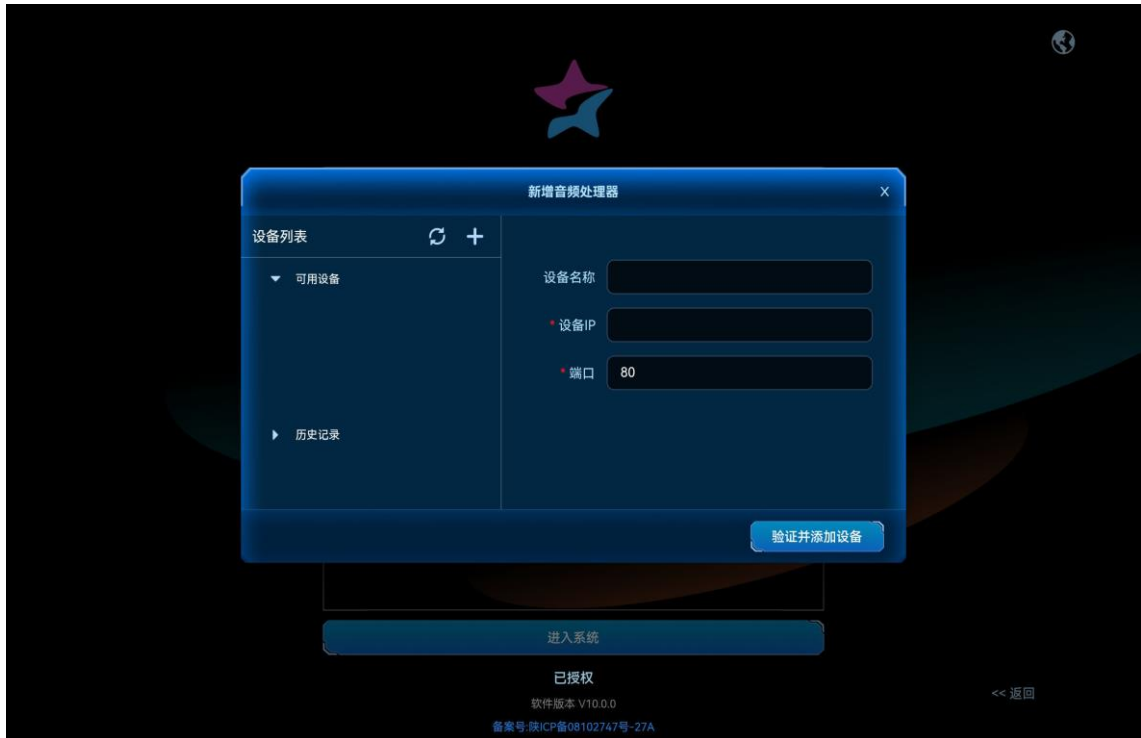 新增音频处理器
X
设备列表
可用设备
历史记录
设备名称
* 设备IP
* 端口 80
验证并添加设备
进入系统
已授权
软件版本 V10.0.0
<< 返回
备案号:陕ICP备08102747号-27A